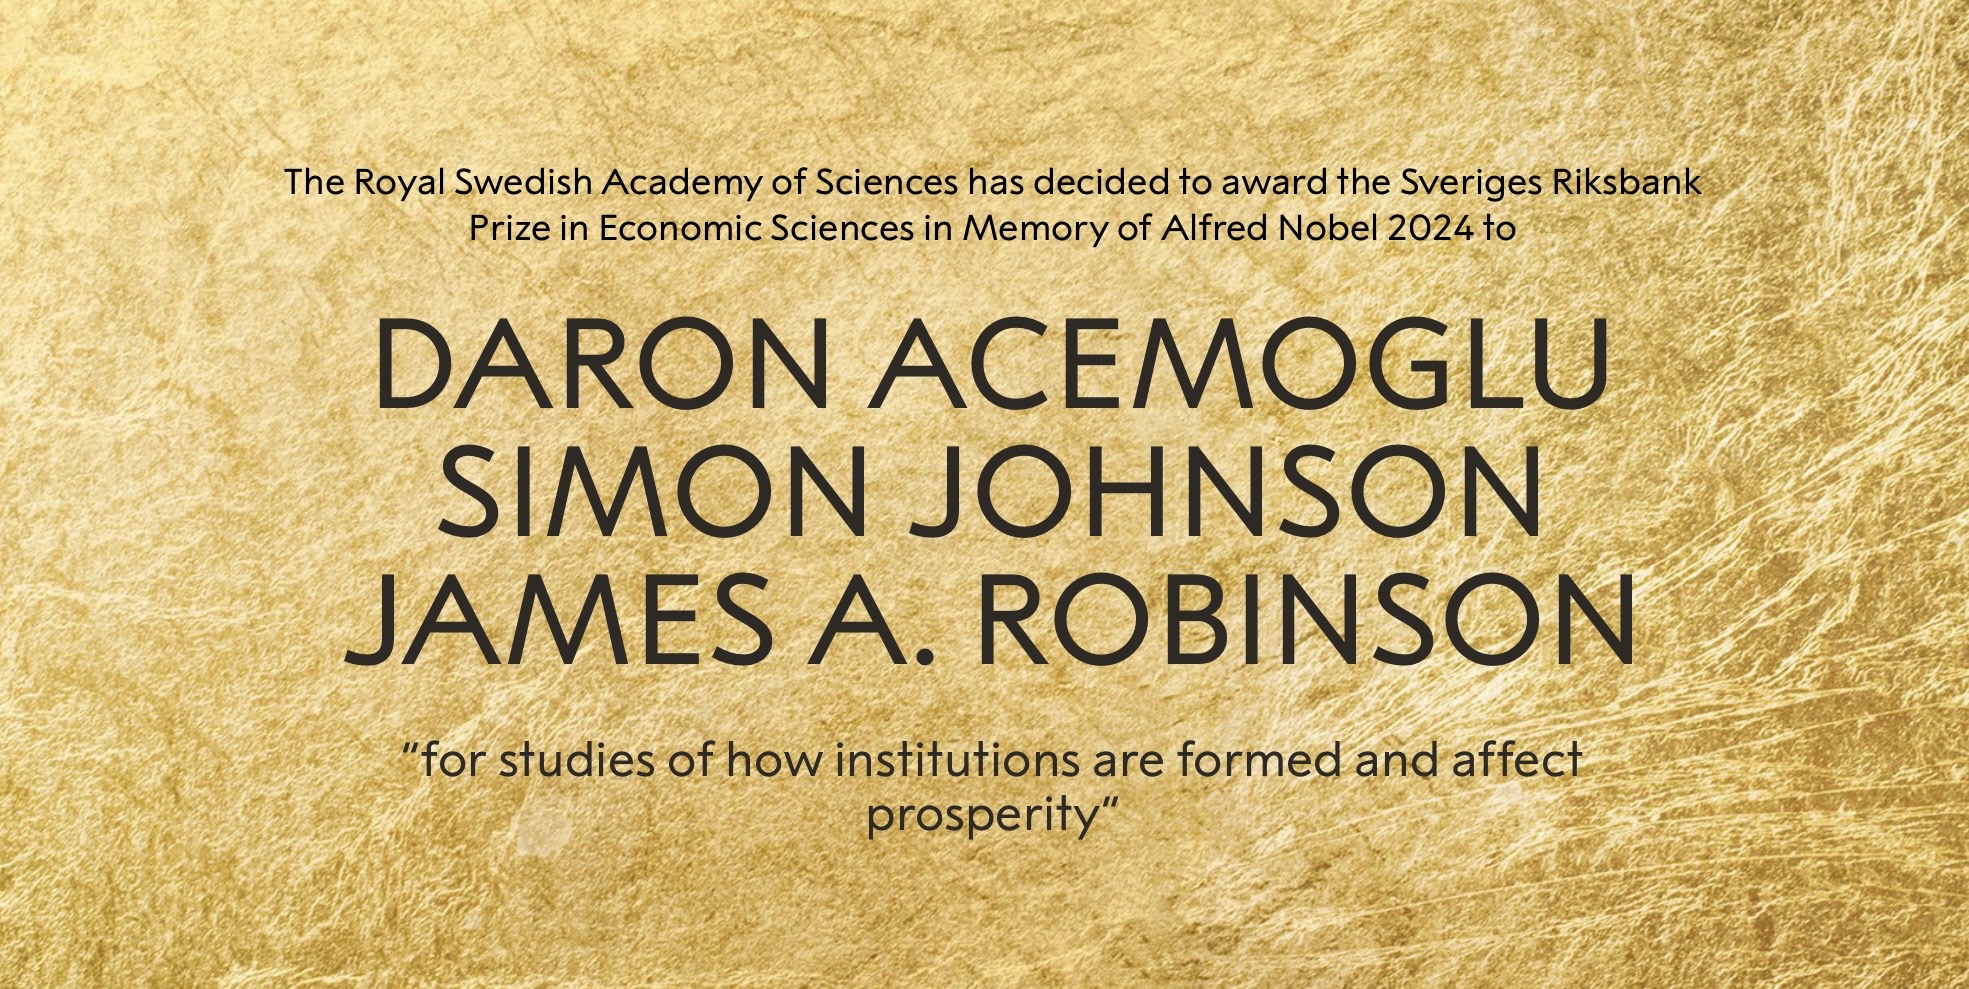 The Royal Swedish Academy of Sciences has decided to award the Sveriges Riksbank
Prize in Economic Sciences in Memory of Alfred Nobel 2024 to
DARON ACEMOGLU
SIMON JOHNSON
JAMES A. ROBINSON
“for studies of how institutions are formed and affect
prosperity“